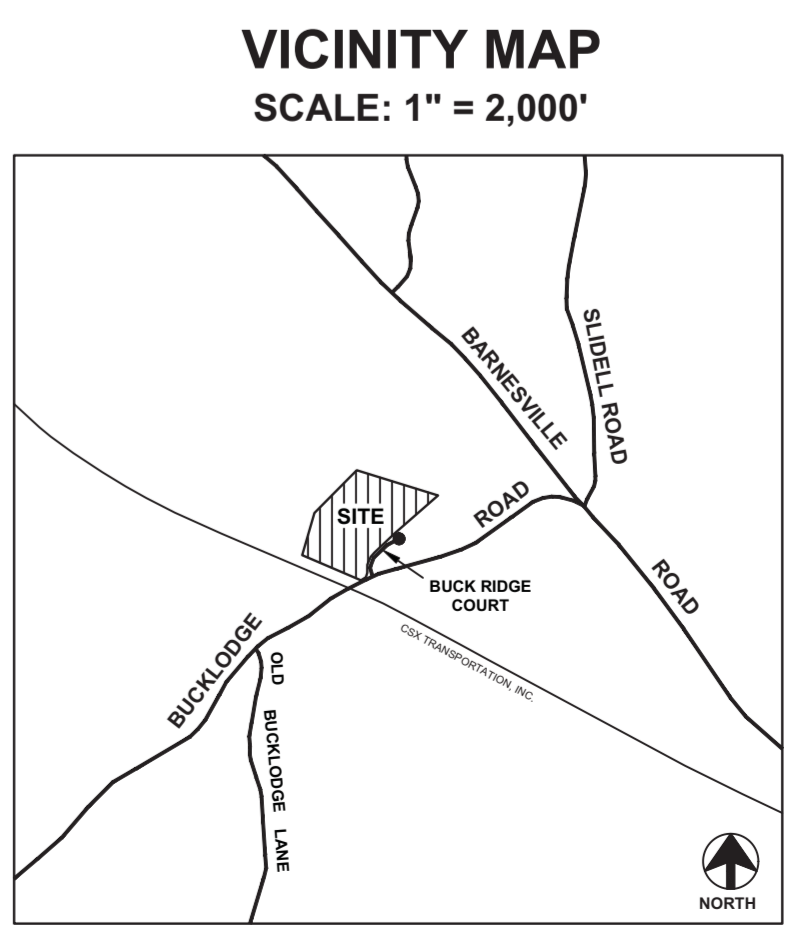 VICINITY MAP
SCALE: 1" = 2,000'
BARNESVILLE
SLIDELL ROAD
ROAD
SITE
ROAD
BUCK RIDGE
COURT
BUCKLODGE
CSX TRANSPORTATION, INC.
OLD BUCKLODGE LANE
NORTH